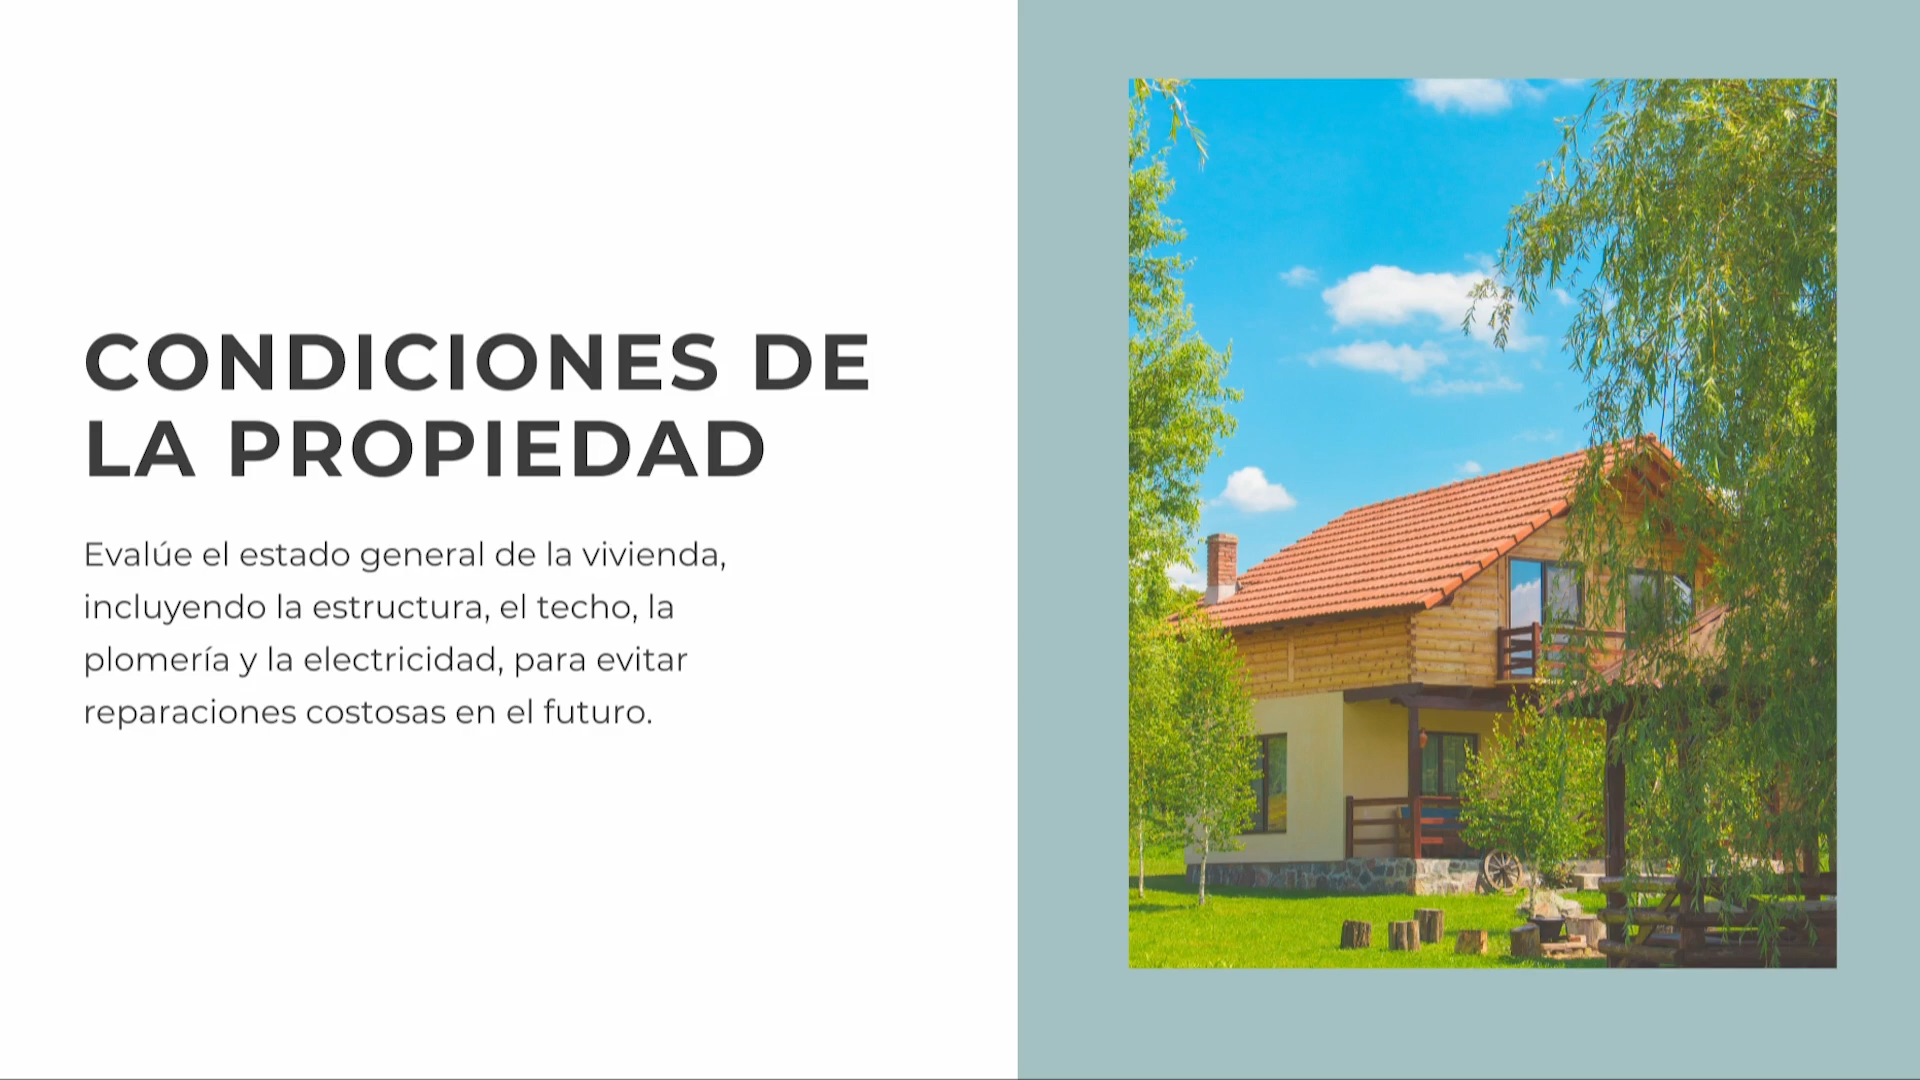 CONDICIONES DE
LA PROPIEDAD
Evalúe el estado general de la vivienda,
incluyendo la estructura, el techo, la
plomería y la electricidad, para evitar
reparaciones costosas en el futuro.